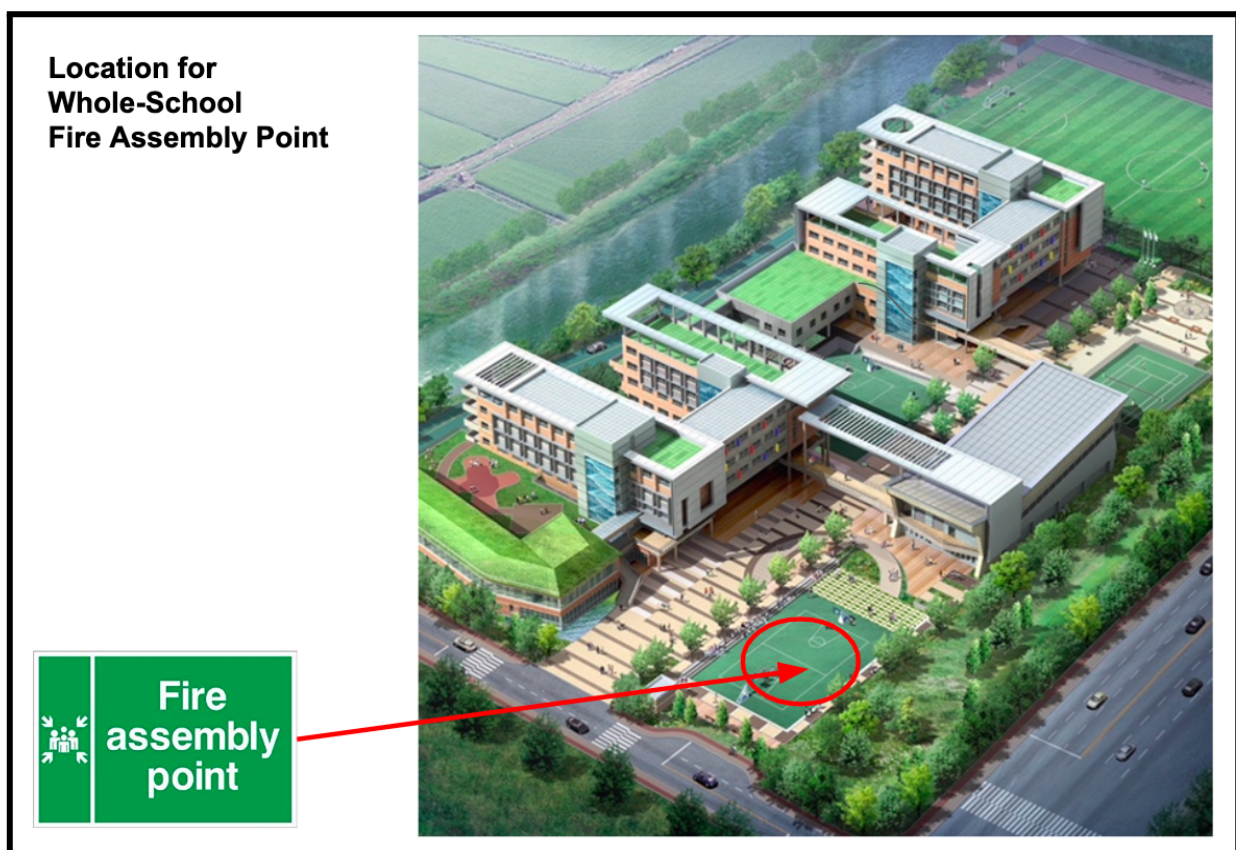 Location for
Whole-School
Fire Assembly Point
Fire
assembly
point